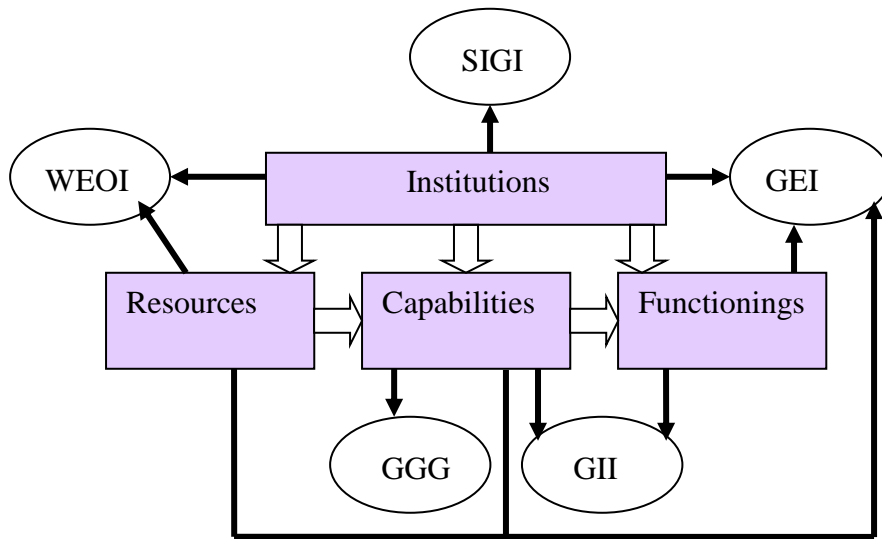 SIGI
WEOI
Institutions
GEI
Resources
Capabilities
Functionings
GGG
GII